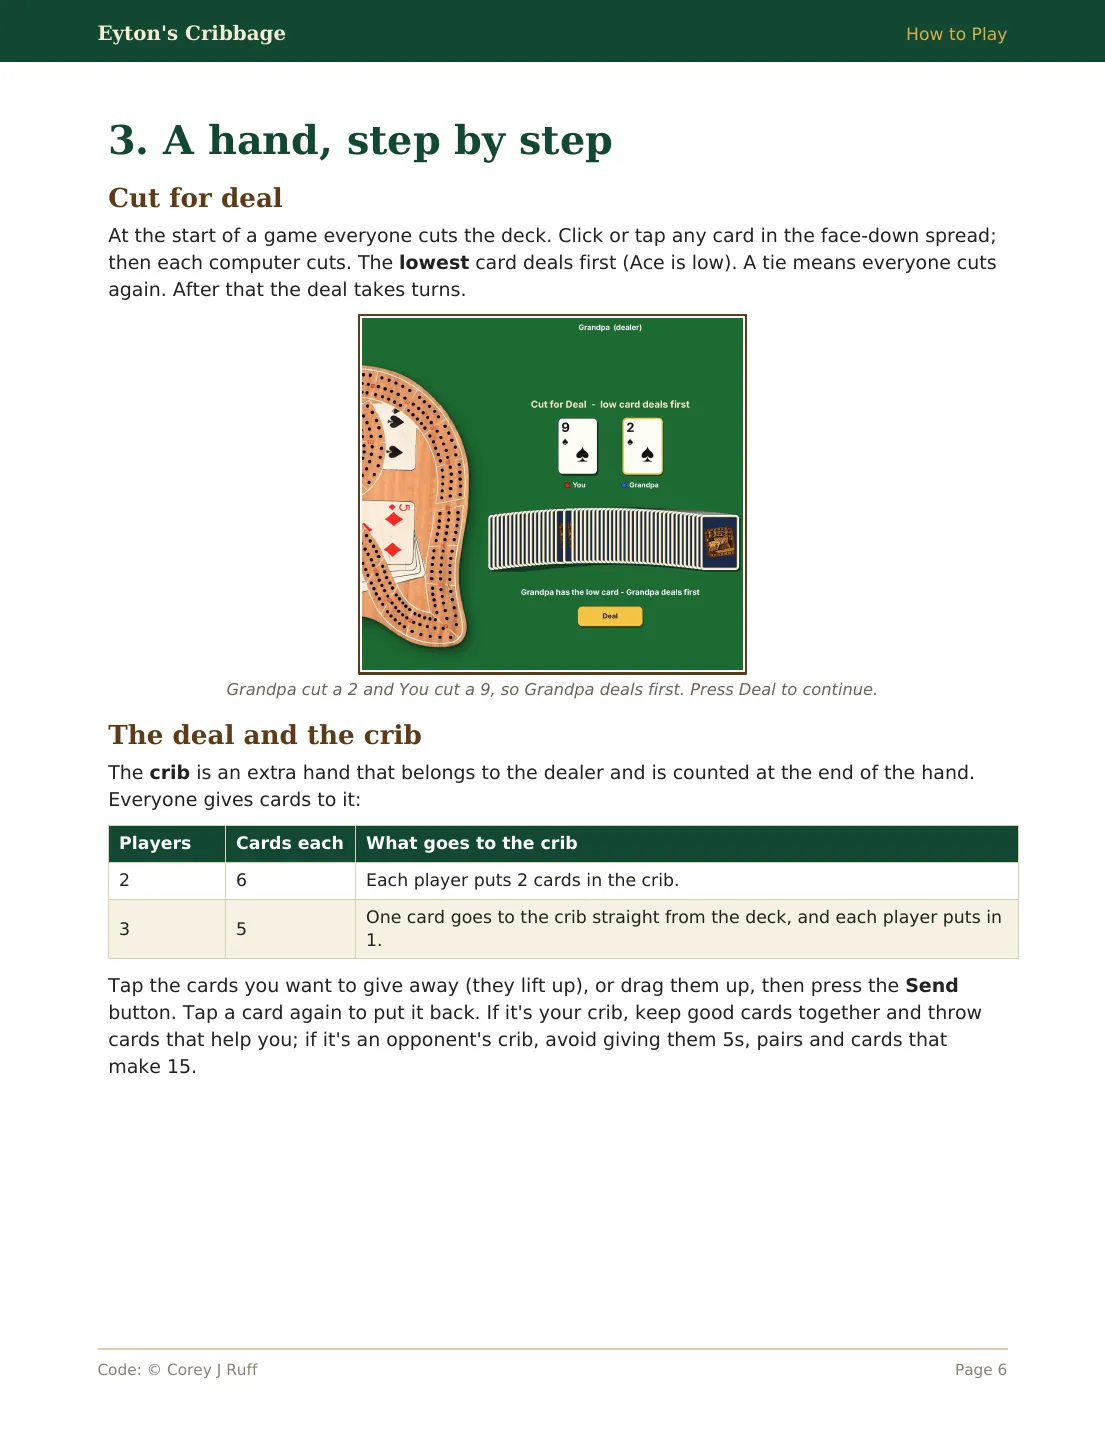 Eyton's Cribbage
How to Play
3. A hand, step by step
Cut for deal
At the start of a game everyone cuts the deck. Click or tap any card in the face-down spread;
then each computer cuts. The lowest card deals first (Ace is low). A tie means everyone cuts
again. After that the deal takes turns.
Grandpa (dealer)
Cut for Deal - low card deals first
9
2
You
Grandpa
5
Grandpa has the low card - Grandpa deals first
Deal
Grandpa cut a 2 and You cut a 9, so Grandpa deals first. Press Deal to continue.
The deal and the crib
The crib is an extra hand that belongs to the dealer and is counted at the end of the hand.
Everyone gives cards to it:
Players Cards each What goes to the crib
2 6 Each player puts 2 cards in the crib.
3 5 One card goes to the crib straight from the deck, and each player puts in
1.
Tap the cards you want to give away (they lift up), or drag them up, then press the Send
button. Tap a card again to put it back. If it's your crib, keep good cards together and throw
cards that help you; if it's an opponent's crib, avoid giving them 5s, pairs and cards that
make 15.
Code: © Corey J Ruff
Page 6